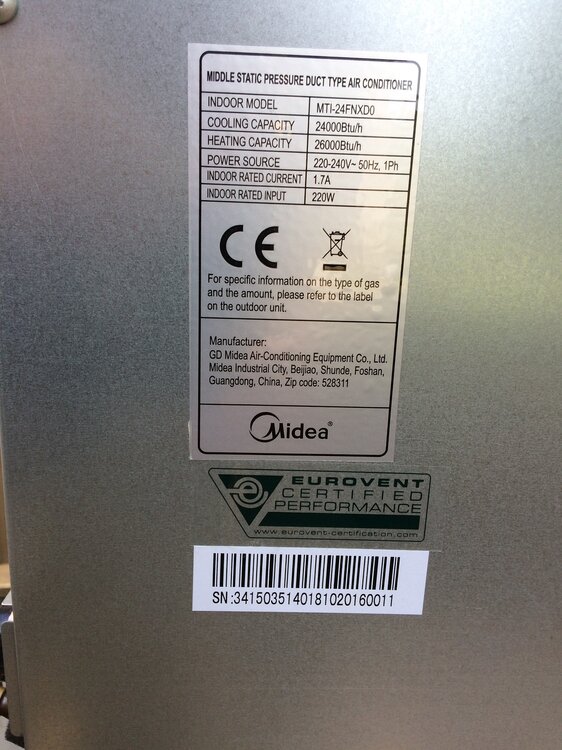 MIDDLE STATIC PRESSURE DUCT TYPE AIR CONDITIONER
INDOOR MODEL MTI-24FNXD0
COOLING CAPACITY 24000Btu/h
HEATING CAPACITY 26000Btu/h
POWER SOURCE 220-240V~ 50Hz, 1Ph
INDOOR RATED CURRENT 1.7A
INDOOR RATED INPUT 220W
CE
For specific information on the type of gas
and the amount, please refer to the label
on the outdoor unit.
Manufacturer:
GD Midea Air-Conditioning Equipment Co., Ltd.
Midea Industrial City, Beijiao, Shunde, Foshan,
Guangdong, China, Zip code: 528311
Midea®
EUROVENT
CERTIFIED
PERFORMANCE
www.eurovent-certification.com
SN:3415035140181020160011